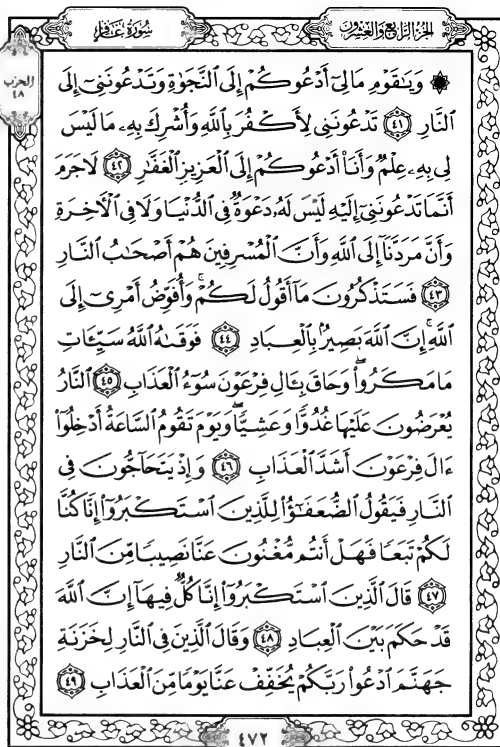 الجزء الرابع والعشرون
سورة غافر
الحزب
٤٨
۞ وَيَٰقَوْمِ مَا لِىٓ أَدْعُوكُمْ إِلَى ٱلنَّجَوٰةِ وَتَدْعُونَنِىٓ إِلَى
ٱلنَّارِ ٤١ تَدْعُونَنِى لِأَكْفُرَ بِٱللَّهِ وَأُشْرِكَ بِهِۦ مَا لَيْسَ
لِى بِهِۦ عِلْمٌ وَأَنَا۠ أَدْعُوكُمْ إِلَى ٱلْعَزِيزِ ٱلْغَفَّٰرِ ٤٢ لَا جَرَمَ
أَنَّمَا تَدْعُونَنِىٓ إِلَيْهِ لَيْسَ لَهُۥ دَعْوَةٌ فِى ٱلدُّنْيَا وَلَا فِى ٱلْأَخِرَةِ
وَأَنَّ مَرَدَّنَآ إِلَى ٱللَّهِ وَأَنَّ ٱلْمُسْرِفِينَ هُمْ أَصْحَٰبُ ٱلنَّارِ
٤٣ فَسَتَذْكُرُونَ مَآ أَقُولُ لَكُمْ ۚ وَأُفَوِّضُ أَمْرِىٓ إِلَى
ٱللَّهِ ۚ إِنَّ ٱللَّهَ بَصِيرٌۢ بِٱلْعِبَادِ ٤٤ فَوَقَىٰهُ ٱللَّهُ سَيِّـَٔاتِ
مَا مَكَرُوا۟ ۖ وَحَاقَ بِـَٔالِ فِرْعَوْنَ سُوٓءُ ٱلْعَذَابِ ٤٥ ٱلنَّارُ
يُعْرَضُونَ عَلَيْهَا غُدُوًّا وَعَشِيًّا ۖ وَيَوْمَ تَقُومُ ٱلسَّاعَةُ أَدْخِلُوٓا۟
ءَالَ فِرْعَوْنَ أَشَدَّ ٱلْعَذَابِ ٤٦ وَإِذْ يَتَحَآجُّونَ فِى
ٱلنَّارِ فَيَقُولُ ٱلضُّعَفَٰٓؤُا۟ لِلَّذِينَ ٱسْتَكْبَرُوٓا۟ إِنَّا كُنَّا
لَكُمْ تَبَعًا فَهَلْ أَنتُم مُّغْنُونَ عَنَّا نَصِيبًا مِّنَ ٱلنَّارِ
٤٧ قَالَ ٱلَّذِينَ ٱسْتَكْبَرُوٓا۟ إِنَّا كُلٌّ فِيهَآ إِنَّ ٱللَّهَ
قَدْ حَكَمَ بَيْنَ ٱلْعِبَادِ ٤٨ وَقَالَ ٱلَّذِينَ فِى ٱلنَّارِ لِخَزَنَةِ
جَهَنَّمَ ٱدْعُوا۟ رَبَّكُمْ يُخَفِّفْ عَنَّا يَوْمًا مِّنَ ٱلْعَذَابِ ٤٩
٤٧٢